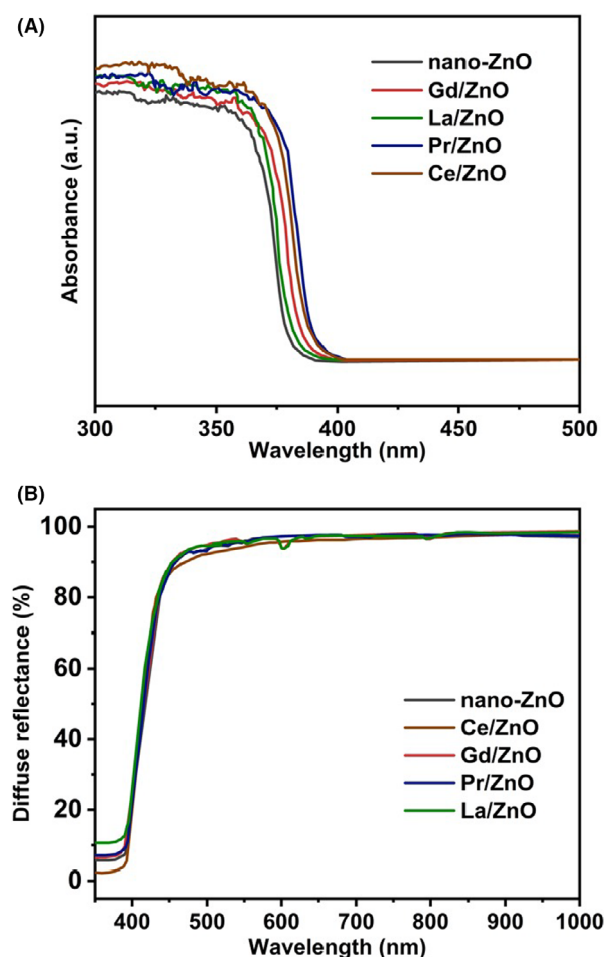 (A)
Absorbance (a.u.)
nano-ZnO
Gd/ZnO
La/ZnO
Pr/ZnO
Ce/ZnO
300 350 400 450 500
Wavelength (nm)
(B)
Diffuse reflectance (%)
100
80
60
40
20
0
nano-ZnO
Ce/ZnO
Gd/ZnO
Pr/ZnO
La/ZnO
400 500 600 700 800 900 1000
Wavelength (nm)